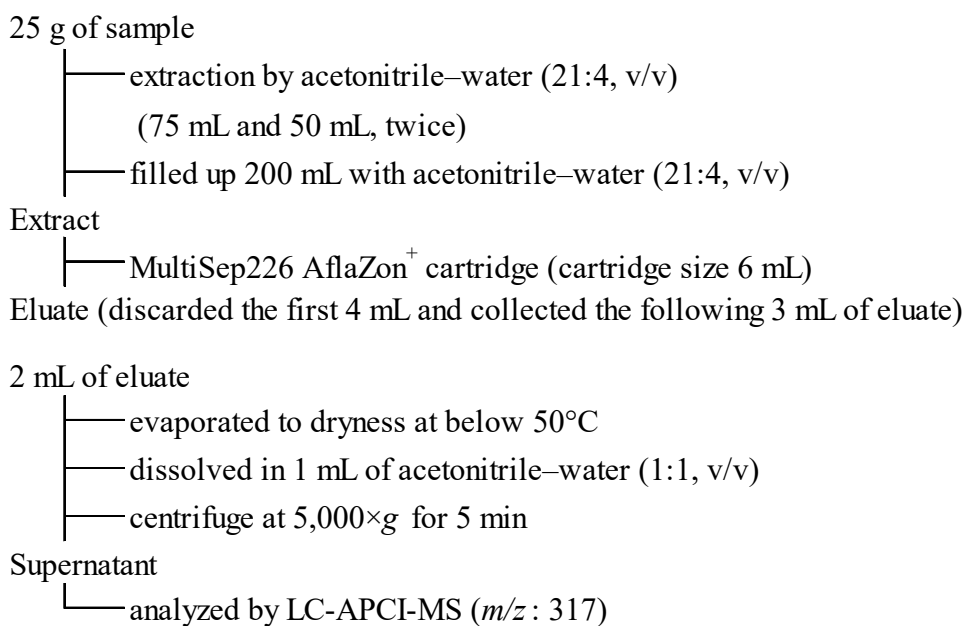 25 g of sample
extraction by acetonitrile–water (21:4, v/v)
(75 mL and 50 mL, twice)
filled up 200 mL with acetonitrile–water (21:4, v/v)
Extract
MultiSep226 AflaZon+ cartridge (cartridge size 6 mL)
Eluate (discarded the first 4 mL and collected the following 3 mL of eluate)
2 mL of eluate
evaporated to dryness at below 50°C
dissolved in 1 mL of acetonitrile–water (1:1, v/v)
centrifuge at 5,000×g for 5 min
Supernatant
analyzed by LC-APCI-MS (m/z : 317)